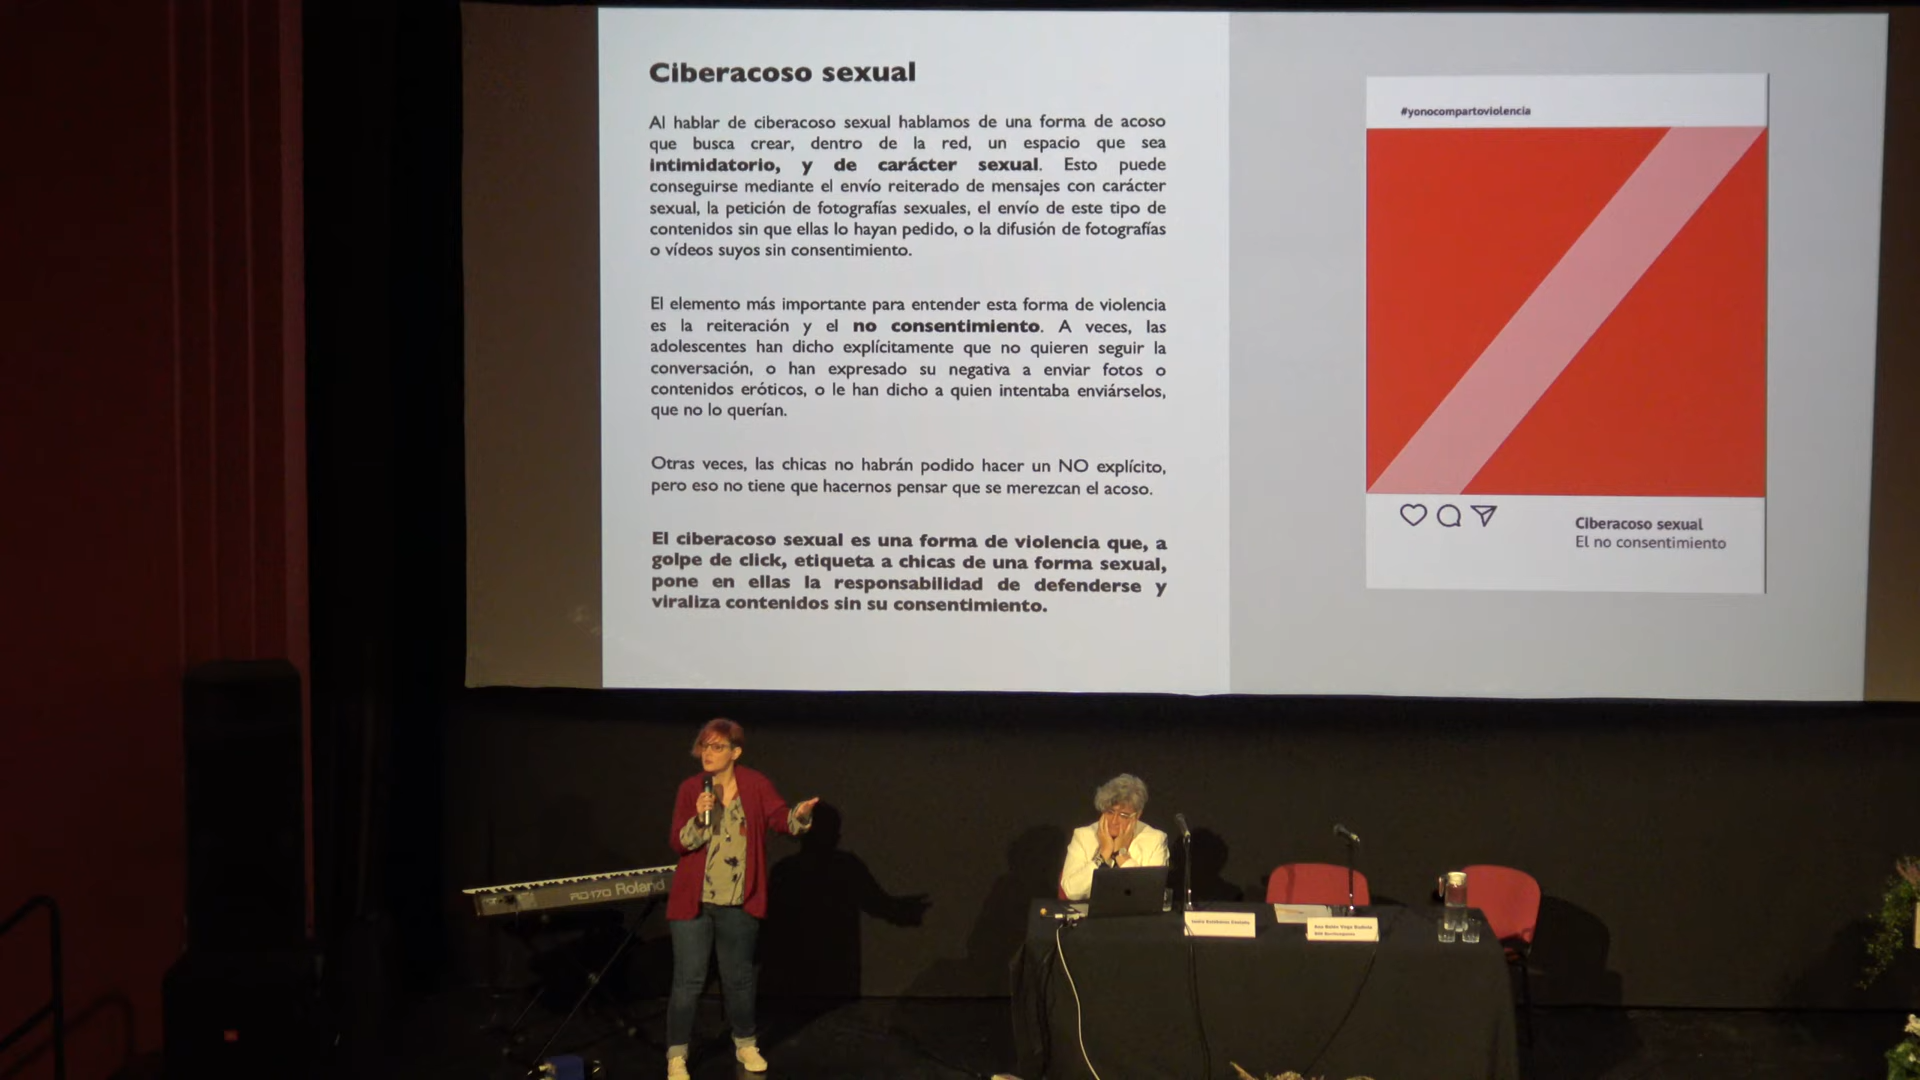 Ciberacoso sexual
Al hablar de ciberacoso sexual hablamos de una forma de acoso
que busca crear, dentro de la red, un espacio que sea
intimidatorio, y de carácter sexual. Esto puede
conseguirse mediante el envío reiterado de mensajes con carácter
sexual, la petición de fotografías sexuales, el envío de este tipo de
contenidos sin que ellas lo hayan pedido, o la difusión de fotografías
o vídeos suyos sin consentimiento.
El elemento más importante para entender esta forma de violencia
es la reiteración y el no consentimiento. A veces, las
adolescentes han dicho explícitamente que no quieren seguir la
conversación, o han expresado su negativa a enviar fotos o
contenidos eróticos, o le han dicho a quien intentaba enviárselos,
que no lo querían.
Otras veces, las chicas no habrán podido hacer un NO explícito,
pero eso no tiene que hacernos pensar que se merezcan el acoso.
El ciberacoso sexual es una forma de violencia que, a
golpe de click, etiqueta a chicas de una forma sexual,
pone en ellas la responsabilidad de defenderse y
viraliza contenidos sin su consentimiento.
#yonocompartoviolencia
Ciberacoso sexual
El no consentimiento
RD-170 Roland